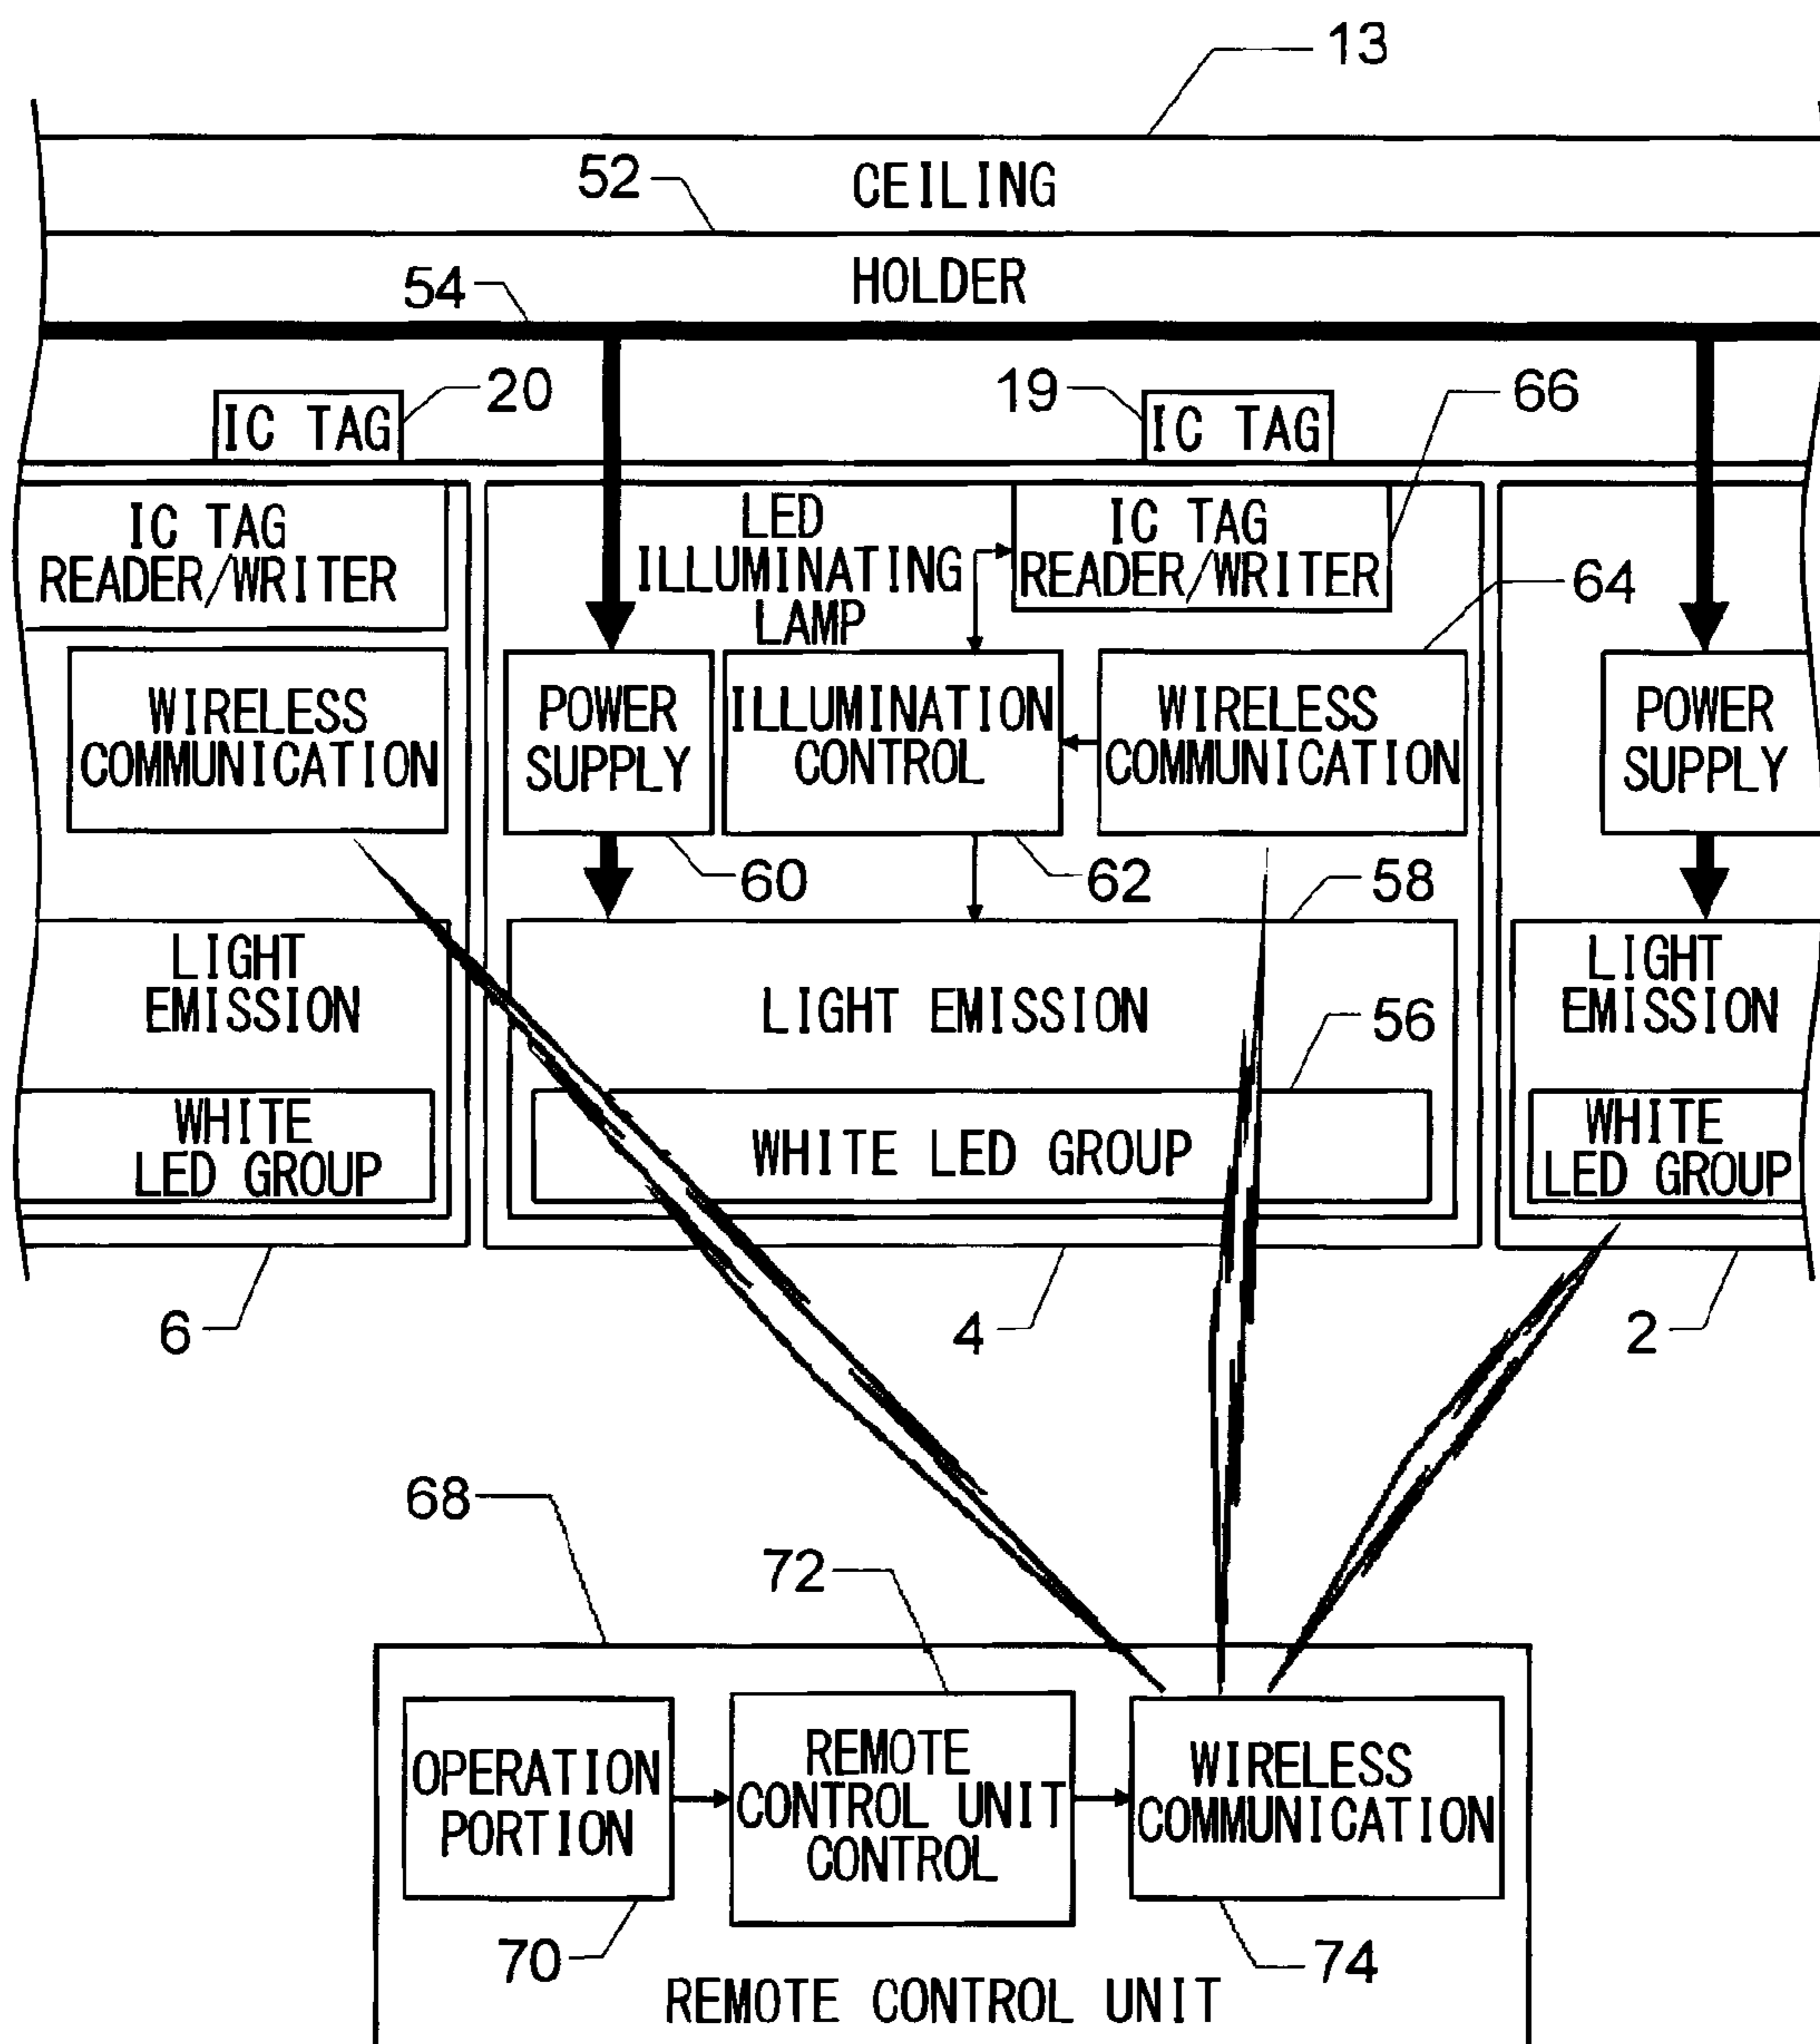 13
CEILING
52
HOLDER
54
20
IC TAG
19
IC TAG
66
IC TAG
READER/WRITER
LED
ILLUMINATING
LAMP
IC TAG
READER/WRITER
64
WIRELESS
COMMUNICATION
POWER
SUPPLY
ILLUMINATION
CONTROL
WIRELESS
COMMUNICATION
POWER
SUPPLY
60
62
58
LIGHT
EMISSION
LIGHT EMISSION
56
LIGHT
EMISSION
WHITE
LED GROUP
WHITE LED GROUP
WHITE
LED GROUP
6
4
2
68
72
OPERATION
PORTION
REMOTE
CONTROL UNIT
CONTROL
WIRELESS
COMMUNICATION
70
74
REMOTE CONTROL UNIT